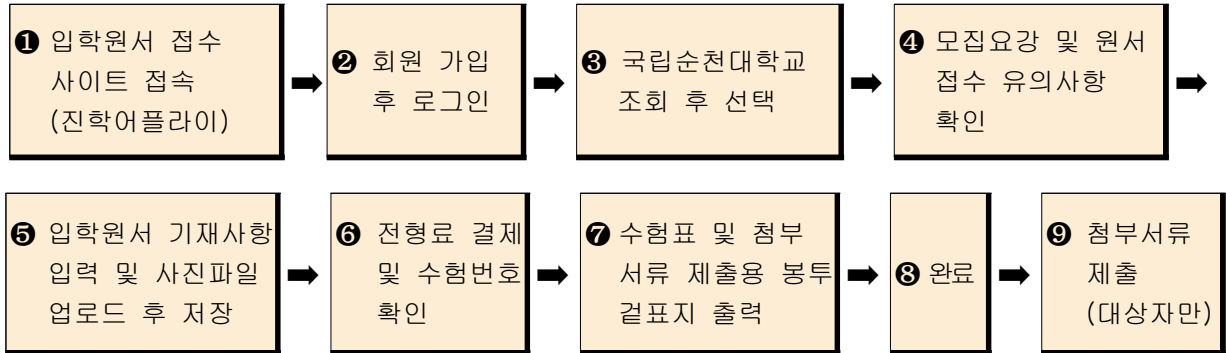 ❶ 입학원서 접수
사이트 접속
(진학어플라이)
❷ 회원 가입
후 로그인
❸ 국립순천대학교
조회 후 선택
❹ 모집요강 및 원서
접수 유의사항
확인
❺ 입학원서 기재사항
입력 및 사진파일
업로드 후 저장
❻ 전형료 결제
및 수험번호
확인
❼ 수험표 및 첨부
서류 제출용 봉투
겉표지 출력
❽ 완료
❾ 첨부서류
제출
(대상자만)